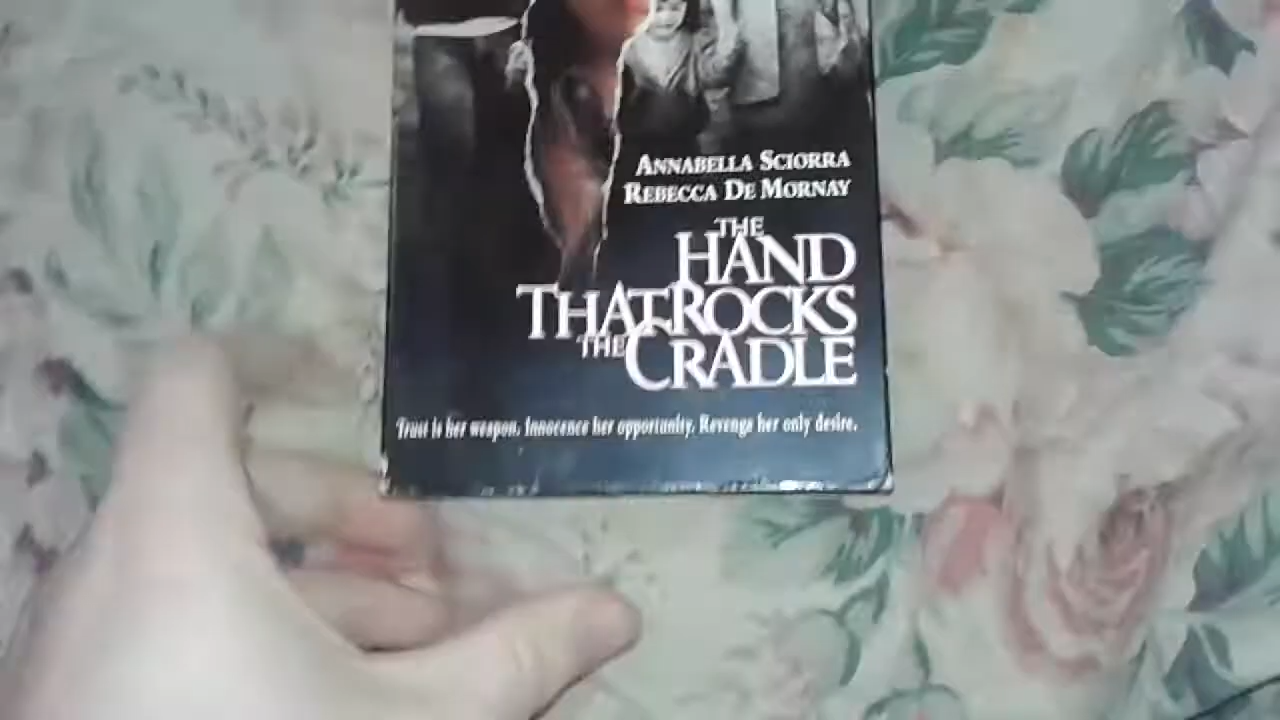 ANNABELLA SCIORRA
REBECCA DE MORNAY
THE
HAND
THAT ROCKS
THE CRADLE
Trust is her weapon. Innocence her opportunity. Revenge her only desire.